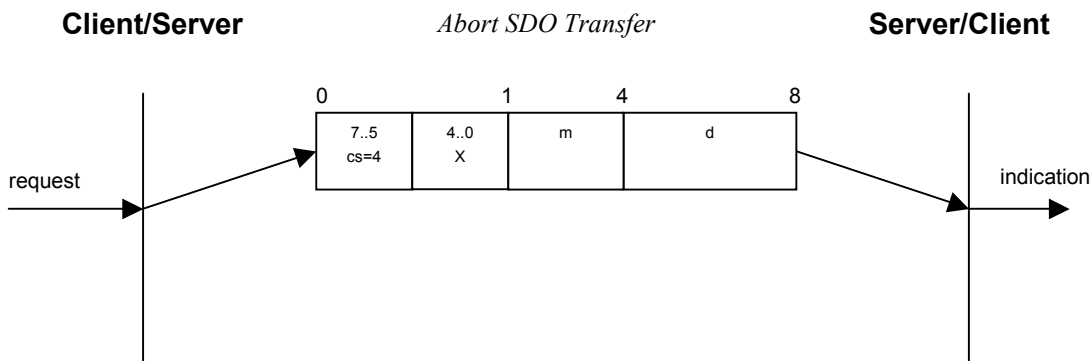 Client/Server Abort SDO Transfer Server/Client
0 1 4 8
7..5 4..0 m d
cs=4 X
request indication